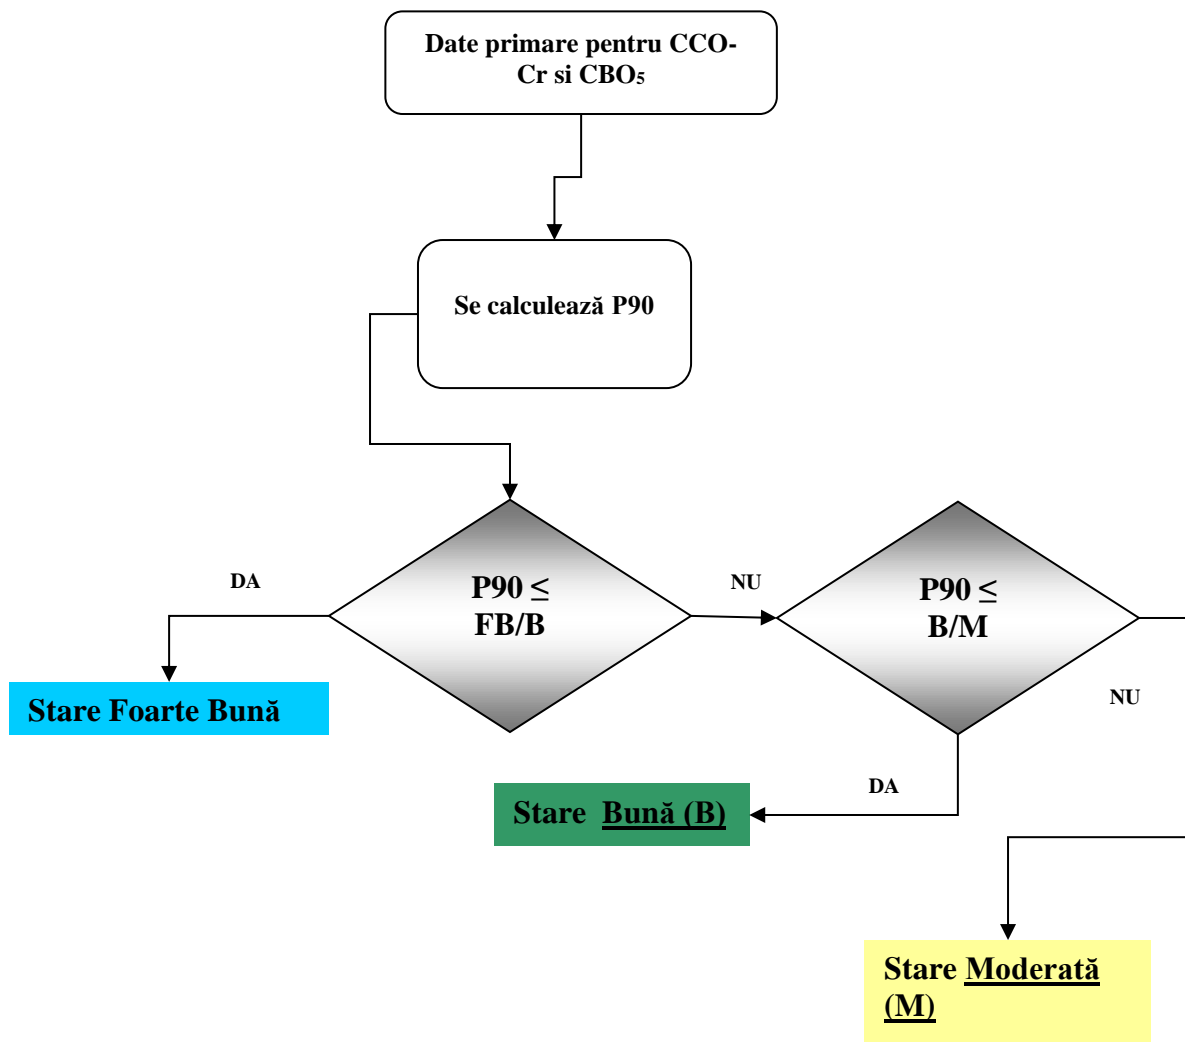 Date primare pentru CCO-
Cr si CBO₅
Se calculează P90
DA
P90 ≤
FB/B
NU
P90 ≤
B/M
Stare Foarte Bună
NU
DA
Stare Bună (B)
Stare Moderată
(M)